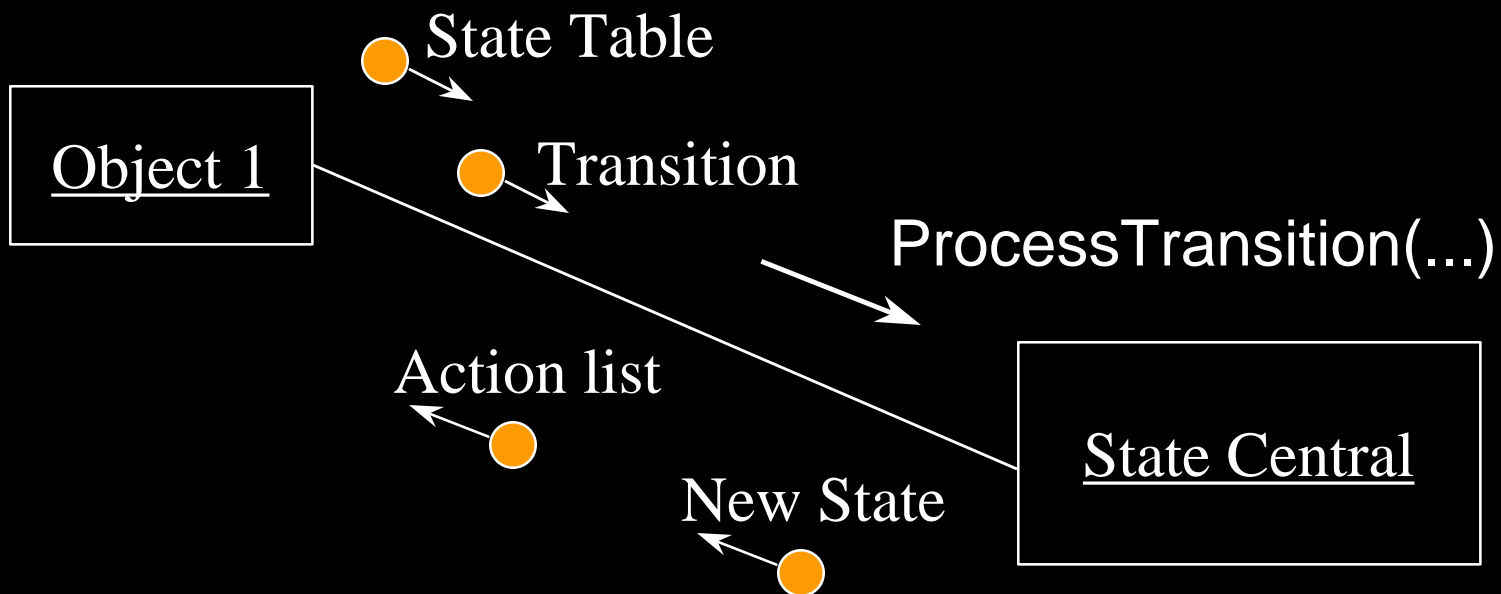 State Table
Object 1
Transition
ProcessTransition(...)
Action list
State Central
New State